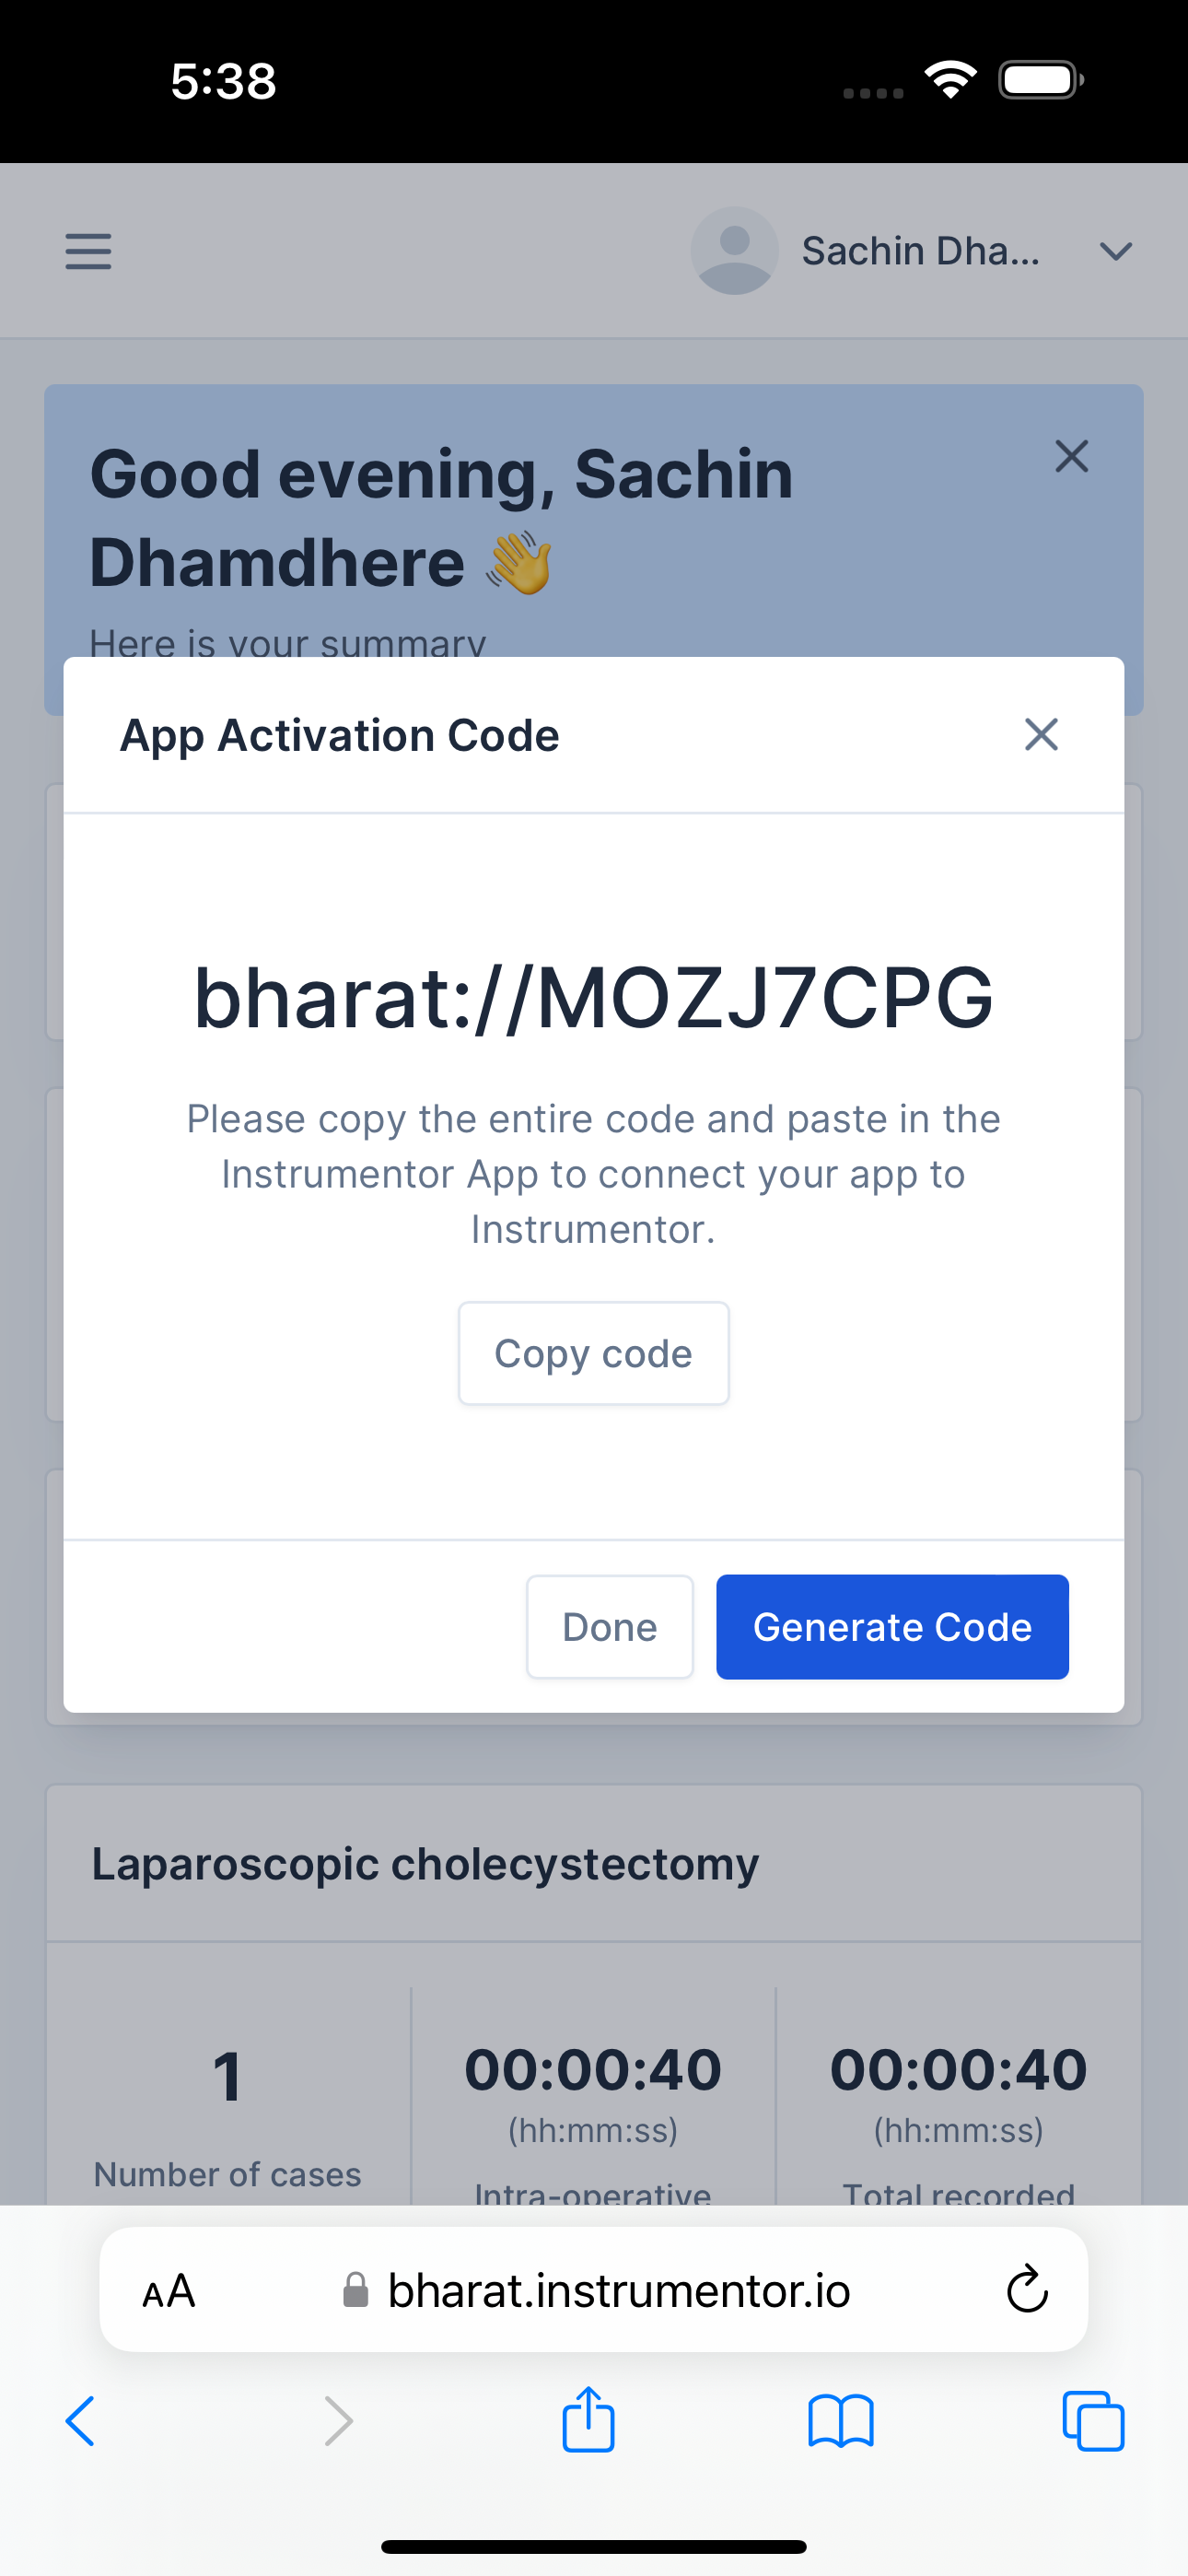 5:38
Sachin Dha...
Good evening, Sachin
Dhamdhere 👋
Here is your summary
App Activation Code
bharat://MOZJ7CPG
Please copy the entire code and paste in the
Instrumentor App to connect your app to
Instrumentor.
Copy code
Done
Generate Code
Laparoscopic cholecystectomy
1
Number of cases
00:00:40
(hh:mm:ss)
Intra-operative
00:00:40
(hh:mm:ss)
Total recorded
AA
bharat.instrumentor.io